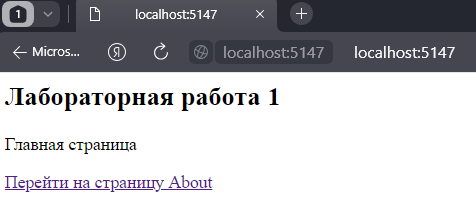 1
localhost:5147
Micros...
Я
localhost:5147
localhost:5147
Лабораторная работа 1
Главная страница
Перейти на страницу About